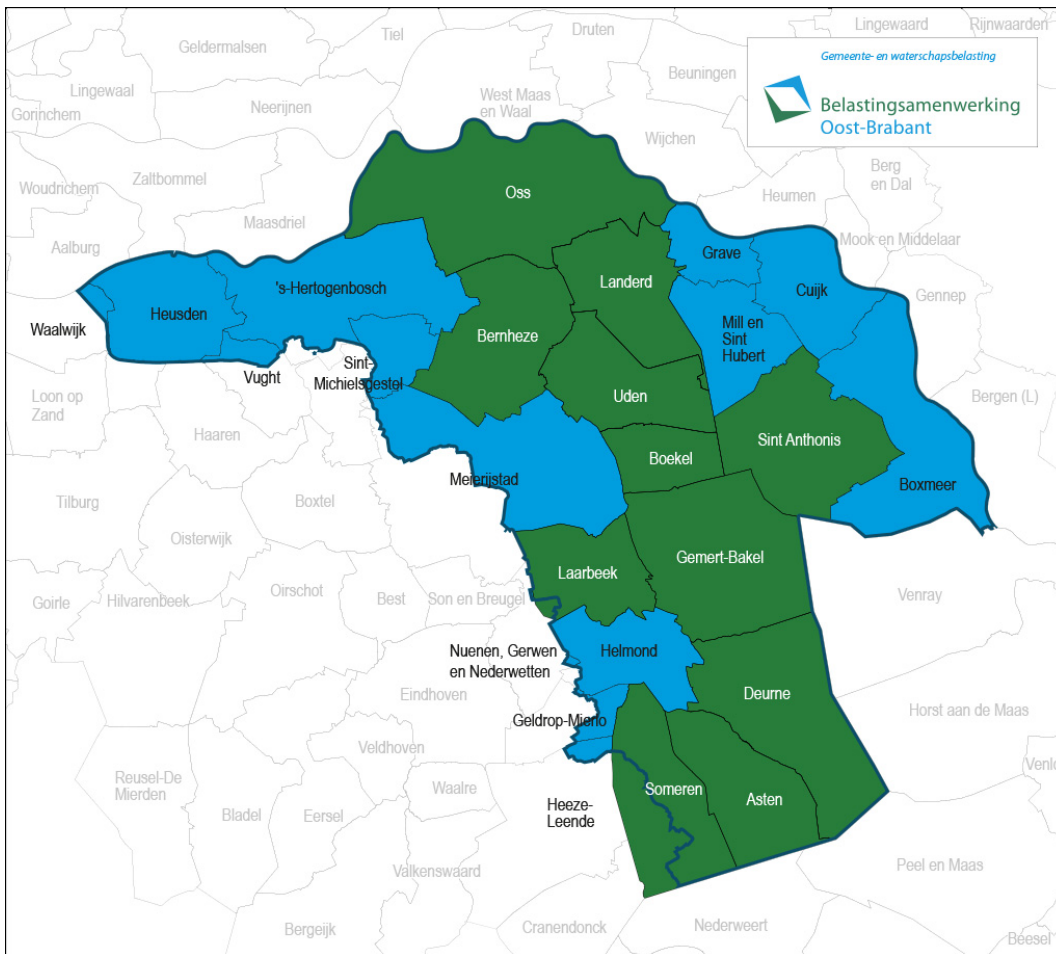 Lingewaard
Rijnwaarden
Tiel
Druten
Geldermalsen
Gemeente- en waterschapsbelasting
Beuningen
Lingewaal
West Maas
en Waal
Neerijnen
Gorinchem
Belastingsamenwerking
Oost-Brabant
Wijchen
Berg
en Dal
Zaltbommel
Woudrichem
Oss
Heumen
Maasdriel
Aalburg
Mook en Middelaar
Grave
Landerd
Gennep
's-Hertogenbosch
Cuijk
Heusden
Waalwijk
Mill en
Sint
Hubert
Bernheze
Sint-
Michielsgestel
Vught
Loon op
Zand
Uden
Bergen (L)
Haaren
Sint Anthonis
Boekel
Meierijstad
Boxmeer
Tilburg
Boxtel
Oisterwijk
Gemert-Bakel
Laarbeek
Oirschot
Venray
Goirle
Hilvarenbeek
Best
Son en Breugel
Nuenen, Gerwen
en Nederwetten
Helmond
Eindhoven
Deurne
Horst aan de Maas
Geldrop-Mierlo
Veldhoven
Venlo
Reusel-De
Mierden
Waalre
Someren
Asten
Heeze-
Leende
Bladel
Eersel
Peel en Maas
Valkenswaard
Cranendonck
Nederweert
Bergeijk
Beesel